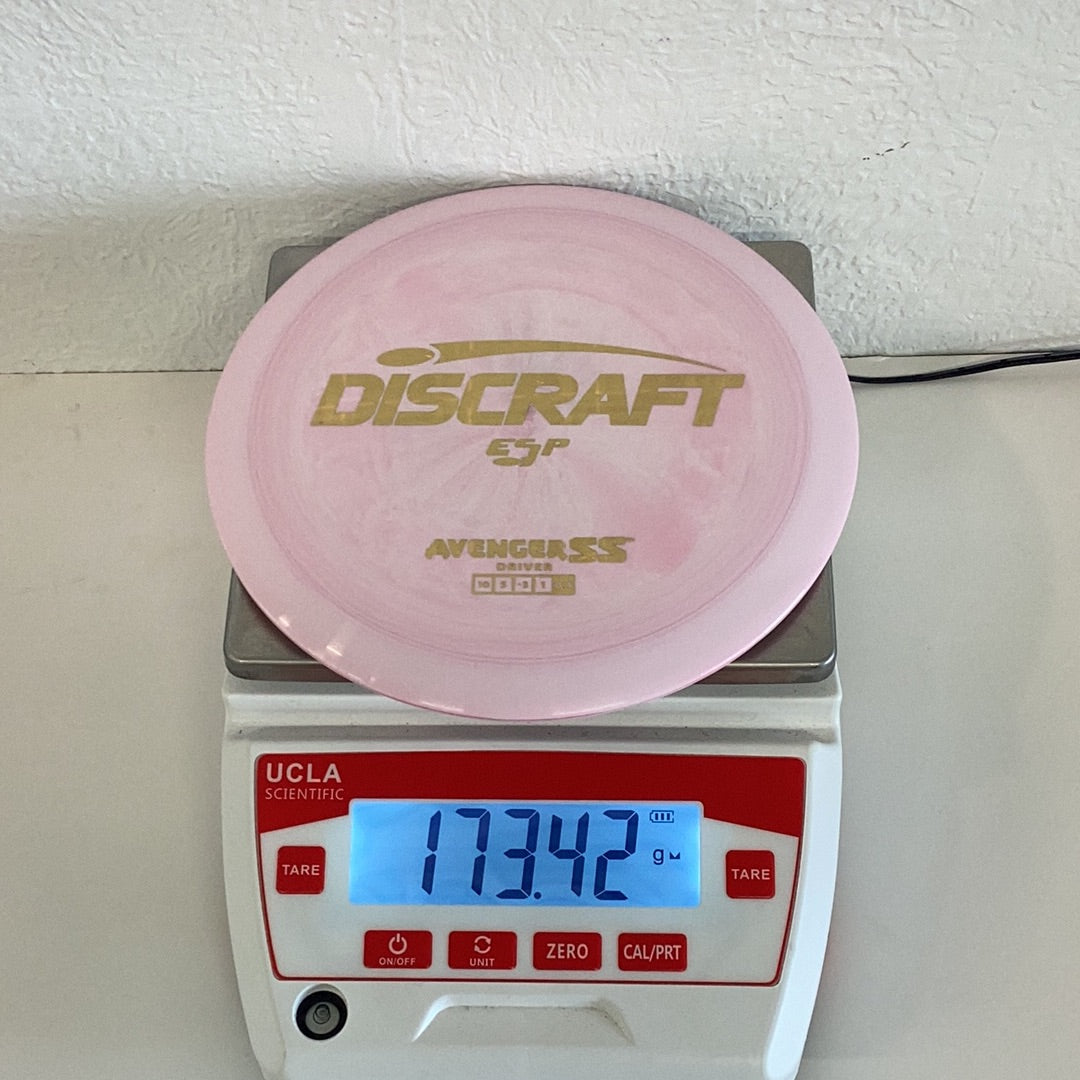 DISCRAFT
ESP
AVENGER SS
DRIVER
10 5 -3 1
UCLA
SCIENTIFIC
173.42
g
TARE
TARE
ON/OFF
UNIT
ZERO
CAL/PRT